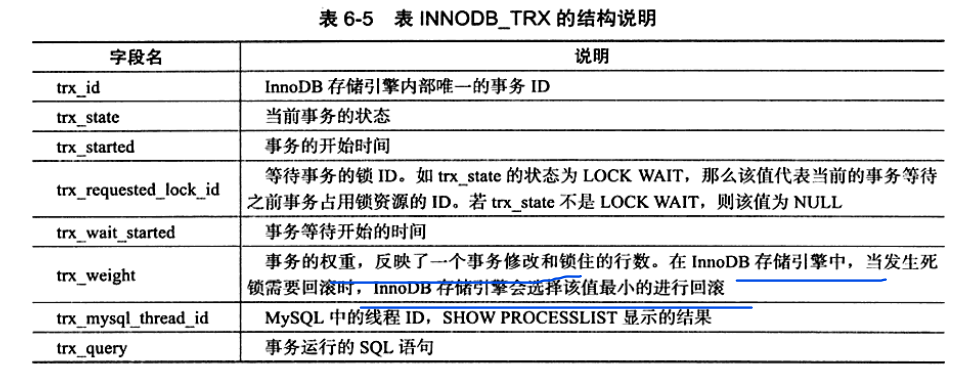 表 6-5 表 INNODB_TRX 的结构说明
字段名 说明
trx_id InnoDB 存储引擎内部唯一的事务 ID
trx_state 当前事务的状态
trx_started 事务的开始时间
trx_requested_lock_id 等待事务的锁 ID。如 trx_state 的状态为 LOCK WAIT，那么该值代表当前的事务等待
之前事务占用锁资源的 ID。若 trx_state 不是 LOCK WAIT，则该值为 NULL
trx_wait_started 事务等待开始的时间
trx_weight 事务的权重，反映了一个事务修改和锁住的行数。在 InnoDB 存储引擎中，当发生死
锁需要回滚时，InnoDB 存储引擎会选择该值最小的进行回滚
trx_mysql_thread_id MySQL 中的线程 ID，SHOW PROCESSLIST 显示的结果
trx_query 事务运行的 SQL 语句